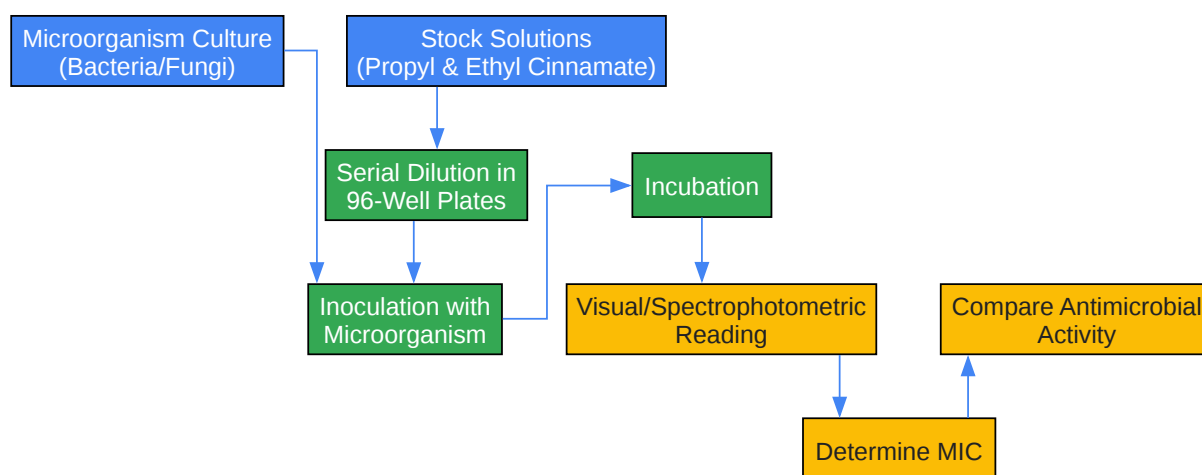 Microorganism Culture
(Bacteria/Fungi)
Stock Solutions
(Propyl & Ethyl Cinnamate)
Serial Dilution in
96-Well Plates
Incubation
Inoculation with
Microorganism
Visual/Spectrophotometric
Reading
Compare Antimicrobial
Activity
Determine MIC